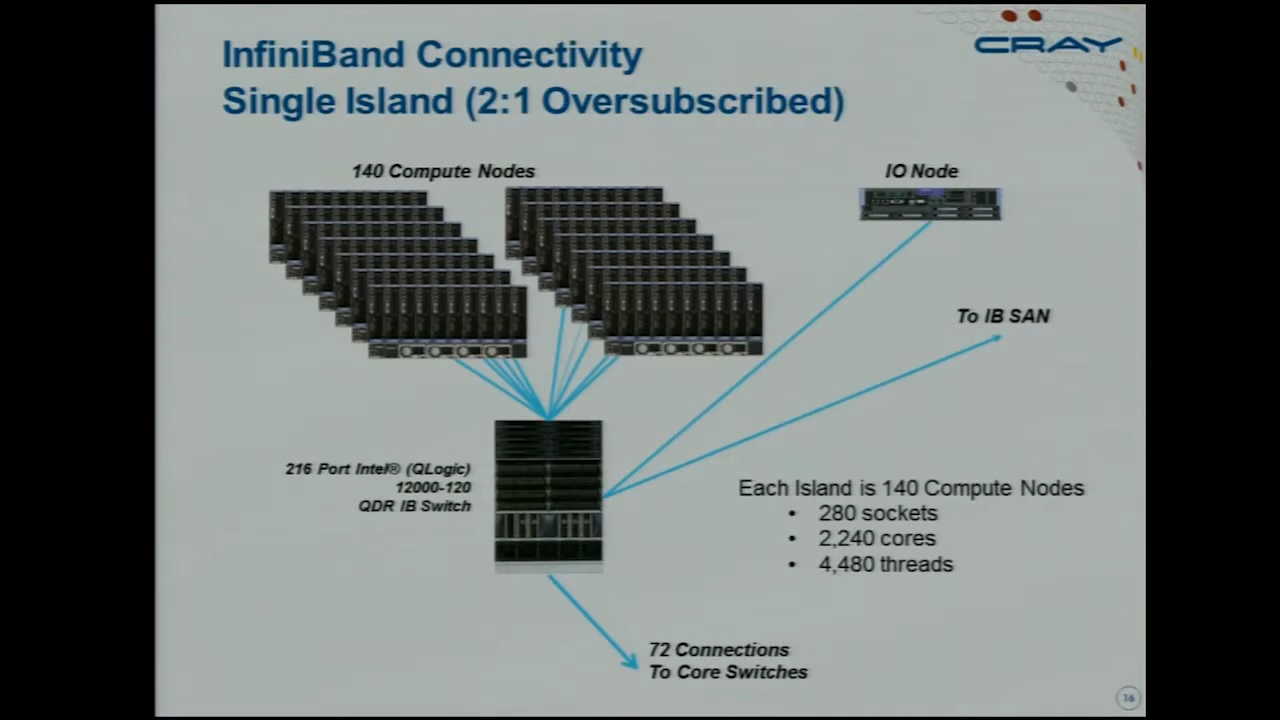 InfiniBand Connectivity
Single Island (2:1 Oversubscribed)
CRAY
140 Compute Nodes
IO Node
To IB SAN
216 Port Intel® (QLogic)
12000-120
QDR IB Switch
Each Island is 140 Compute Nodes
• 280 sockets
• 2,240 cores
• 4,480 threads
72 Connections
To Core Switches
16